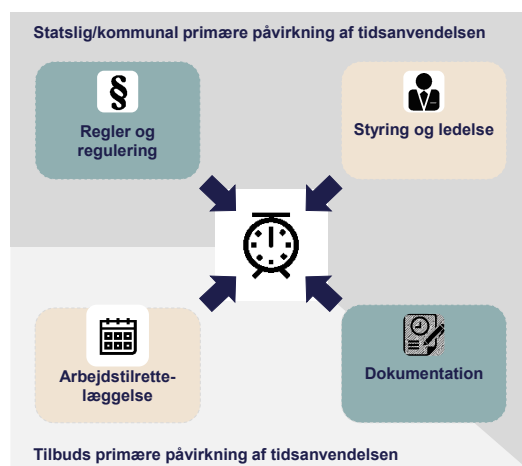 Statslig/kommunal primære påvirkning af tidsanvendelsen
§
Regler og
regulering
Styring og ledelse
Arbejdstilrette-
læggelse
Dokumentation
Tilbuds primære påvirkning af tidsanvendelsen